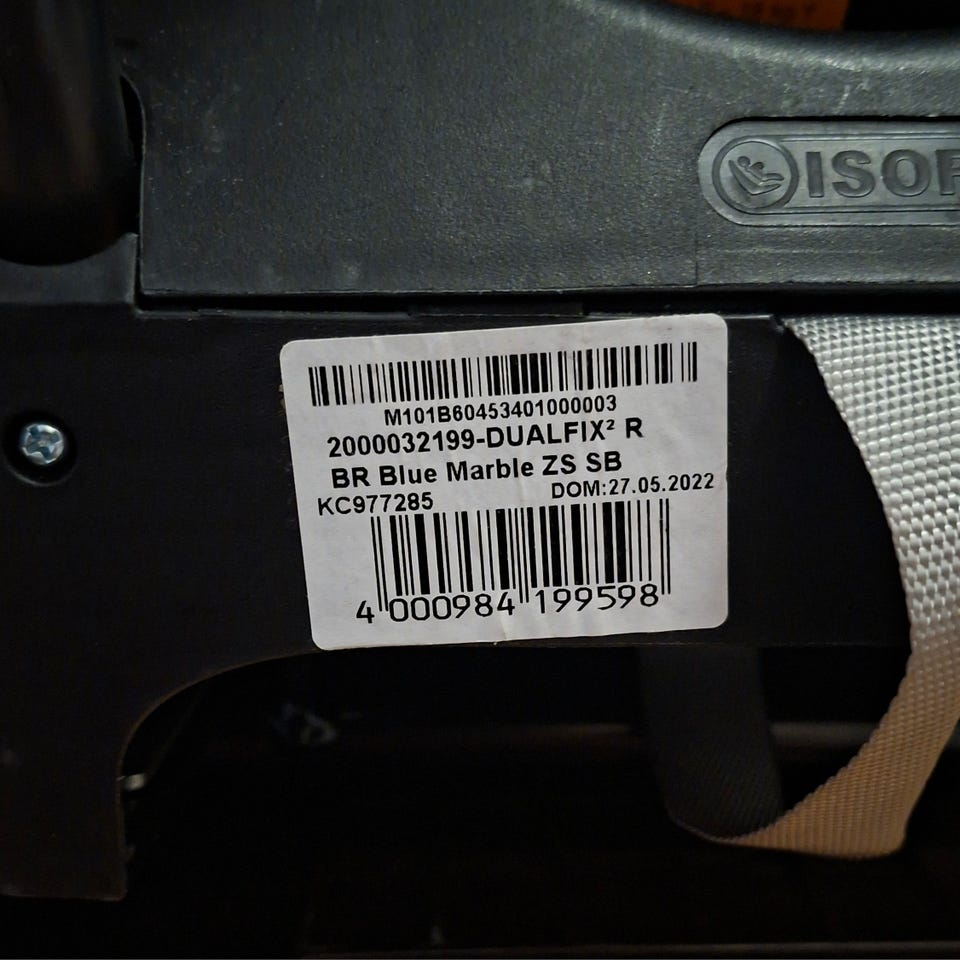 ISOF
M101B60453401000003
2000032199-DUALFIX² R
BR Blue Marble ZS SB
KC977285 DOM:27.05.2022
4 000984 199598